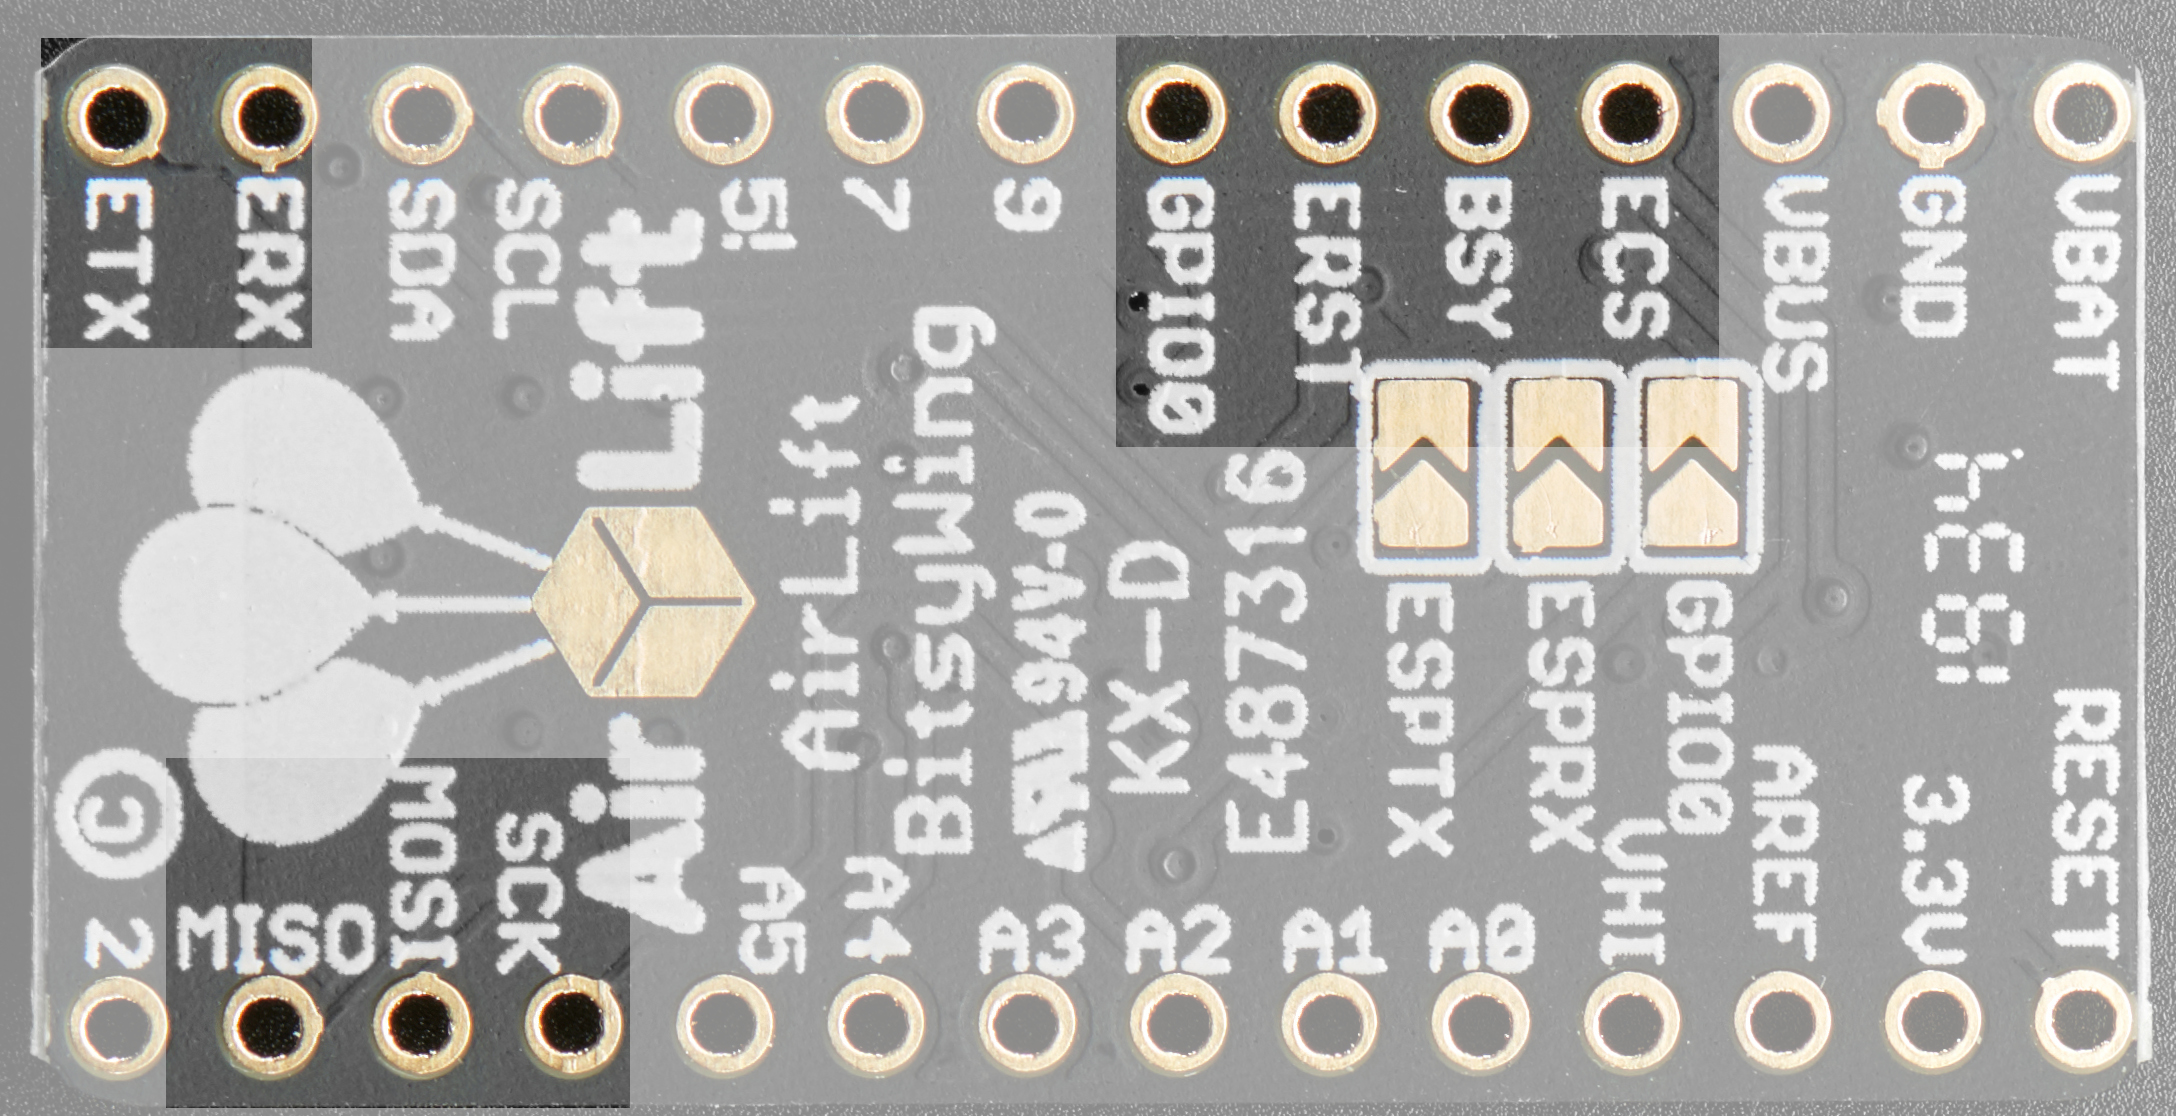 ETX
ERX
SDA
SCL
5!
7
9
GPIO0
ERST
BSY
ECS
VBUS
GND
VBAT
Air Lift
AirLift
BitsyWing
94V-0
KX-D
E487316
ESPTX
ESPRX
GPIO0
©
2
MISO
MOSI
SCK
A5
A4
A3
A2
A1
A0
VHI
AREF
3.3V
RESET